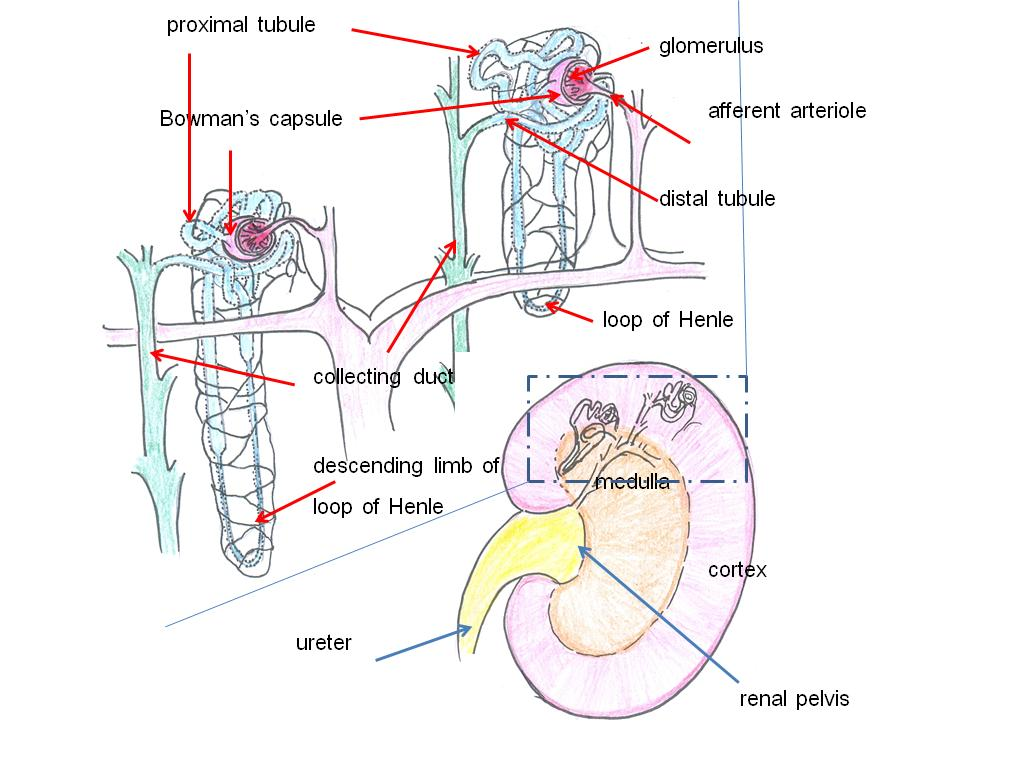 proximal tubule
glomerulus
afferent arteriole
Bowman's capsule
distal tubule
loop of Henle
collecting duct
descending limb of
loop of Henle
medulla
cortex
ureter
renal pelvis